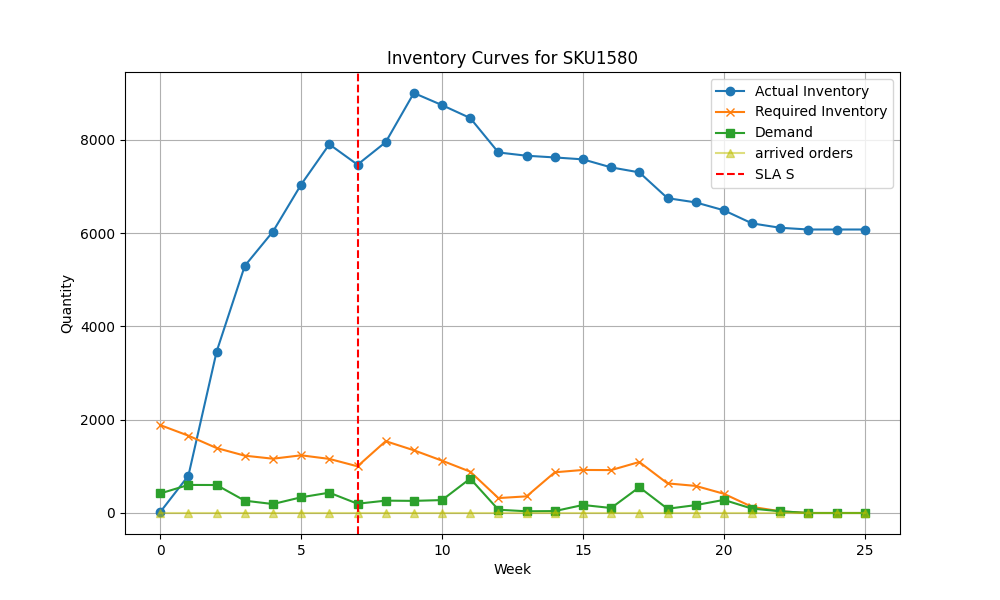 Inventory Curves for SKU1580
Actual Inventory
Required Inventory
Demand
arrived orders
SLA S
8000
6000
4000
2000
0
Quantity
0 5 10 15 20 25
Week